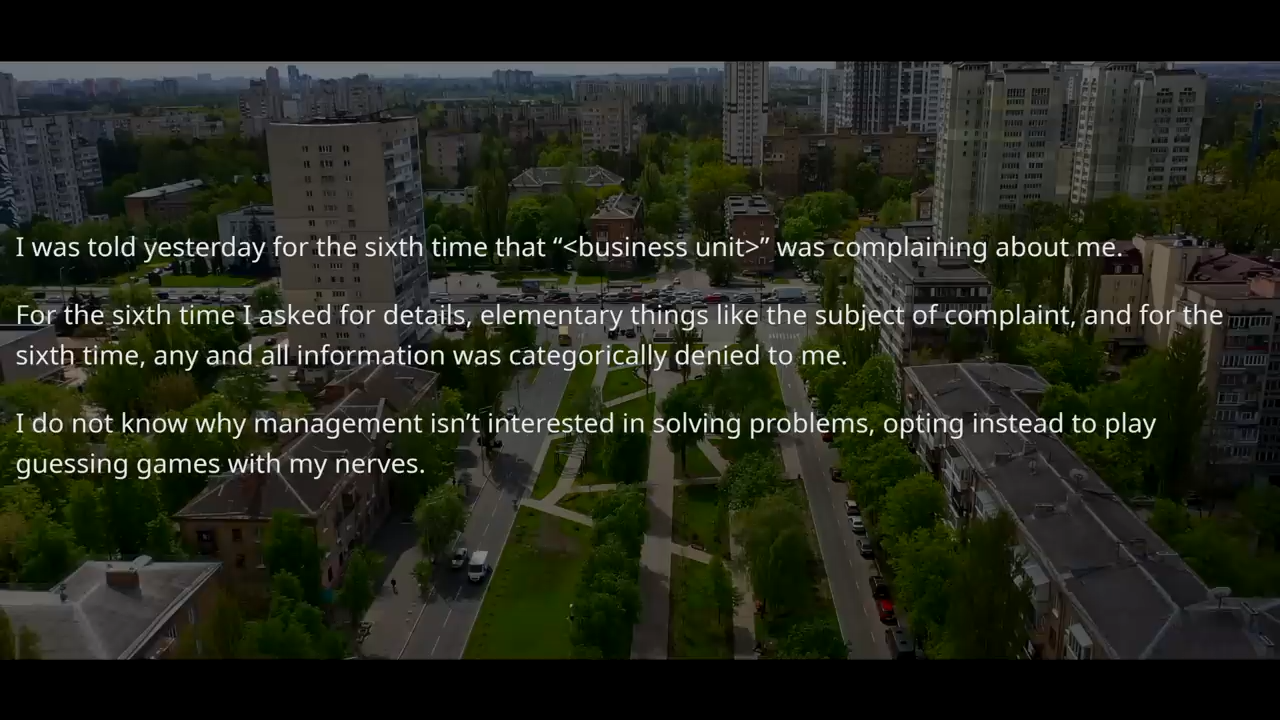 I was told yesterday for the sixth time that “<business unit>” was complaining about me.
For the sixth time I asked for details, elementary things like the subject of complaint, and for the
sixth time, any and all information was categorically denied to me.
I do not know why management isn’t interested in solving problems, opting instead to play
guessing games with my nerves.